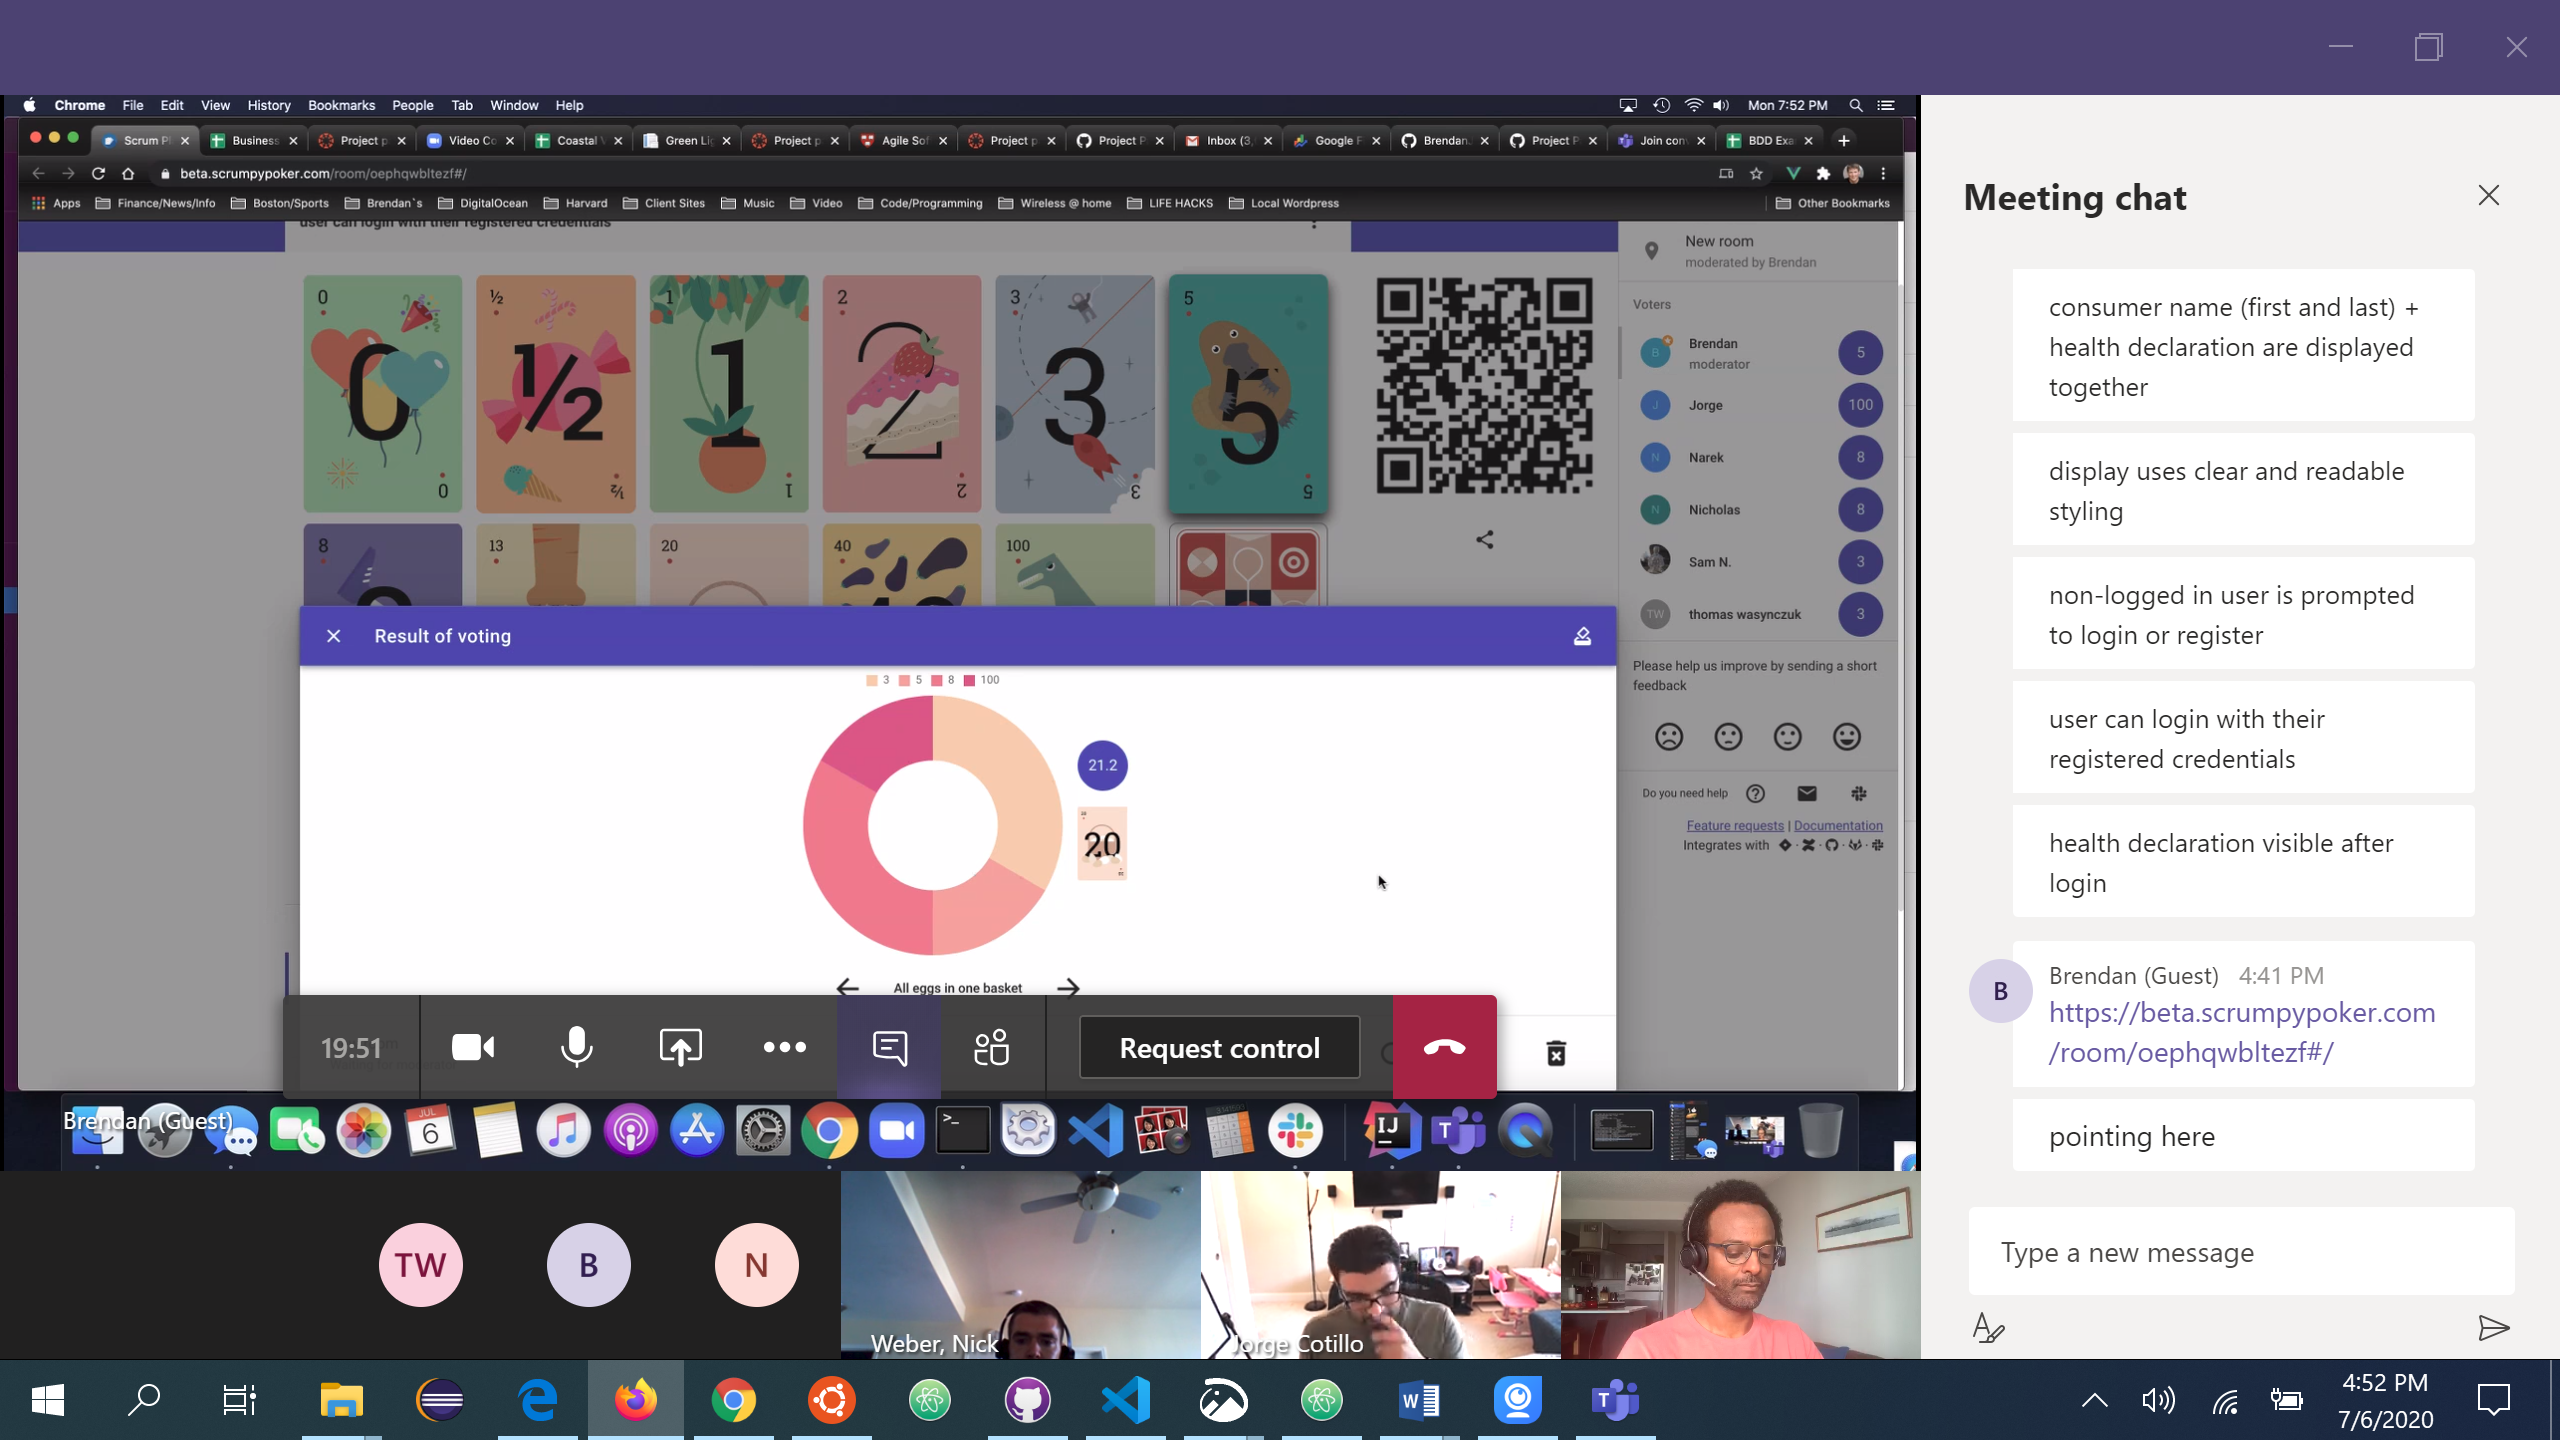 Chrome File Edit View History Bookmarks People Tab Window Help
Mon 7:52 PM
Scrum Pl
Business
Project p
Video Co
Coastal V
Green Lig
Project p
Agile Sof
Project p
Project P
Inbox (3,
Google F
Brendan.
Project P
Join con
BDD Exa
beta.scrumpypoker.com/room/oephqwbltezf#/
Apps
Finance/News/Info
Boston/Sports
Brendan`s
DigitalOcean
Harvard
Client Sites
Music
Video
Code/Programming
Wireless @ home
LIFE HACKS
Local Wordpress
Other Bookmarks
user can login with their registered credentials
0
0
0
½
½
½
1
1
1
2
2
2
3
3
3
5
5
5
8
13
20
40
100
New room
moderated by Brendan
Voters
B
Brendan
moderator
5
J
Jorge
100
N
Narek
8
N
Nicholas
8
Sam N.
3
TW
thomas wasynczuk
3
Please help us improve by sending a short
feedback
Do you need help
Feature requests | Documentation
Integrates with
Result of voting
3 5 8 100
21.2
20
All eggs in one basket
19:51
Request control
Brendan (Guest)
JUL
6
IJ
T
TW
B
N
Weber, Nick
Jorge Cotillo
Meeting chat
consumer name (first and last) +
health declaration are displayed
together
display uses clear and readable
styling
non-logged in user is prompted
to login or register
user can login with their
registered credentials
health declaration visible after
login
B
Brendan (Guest) 4:41 PM
https://beta.scrumpypoker.com
/room/oephqwbltezf#/
pointing here
Type a new message
4:52 PM
7/6/2020